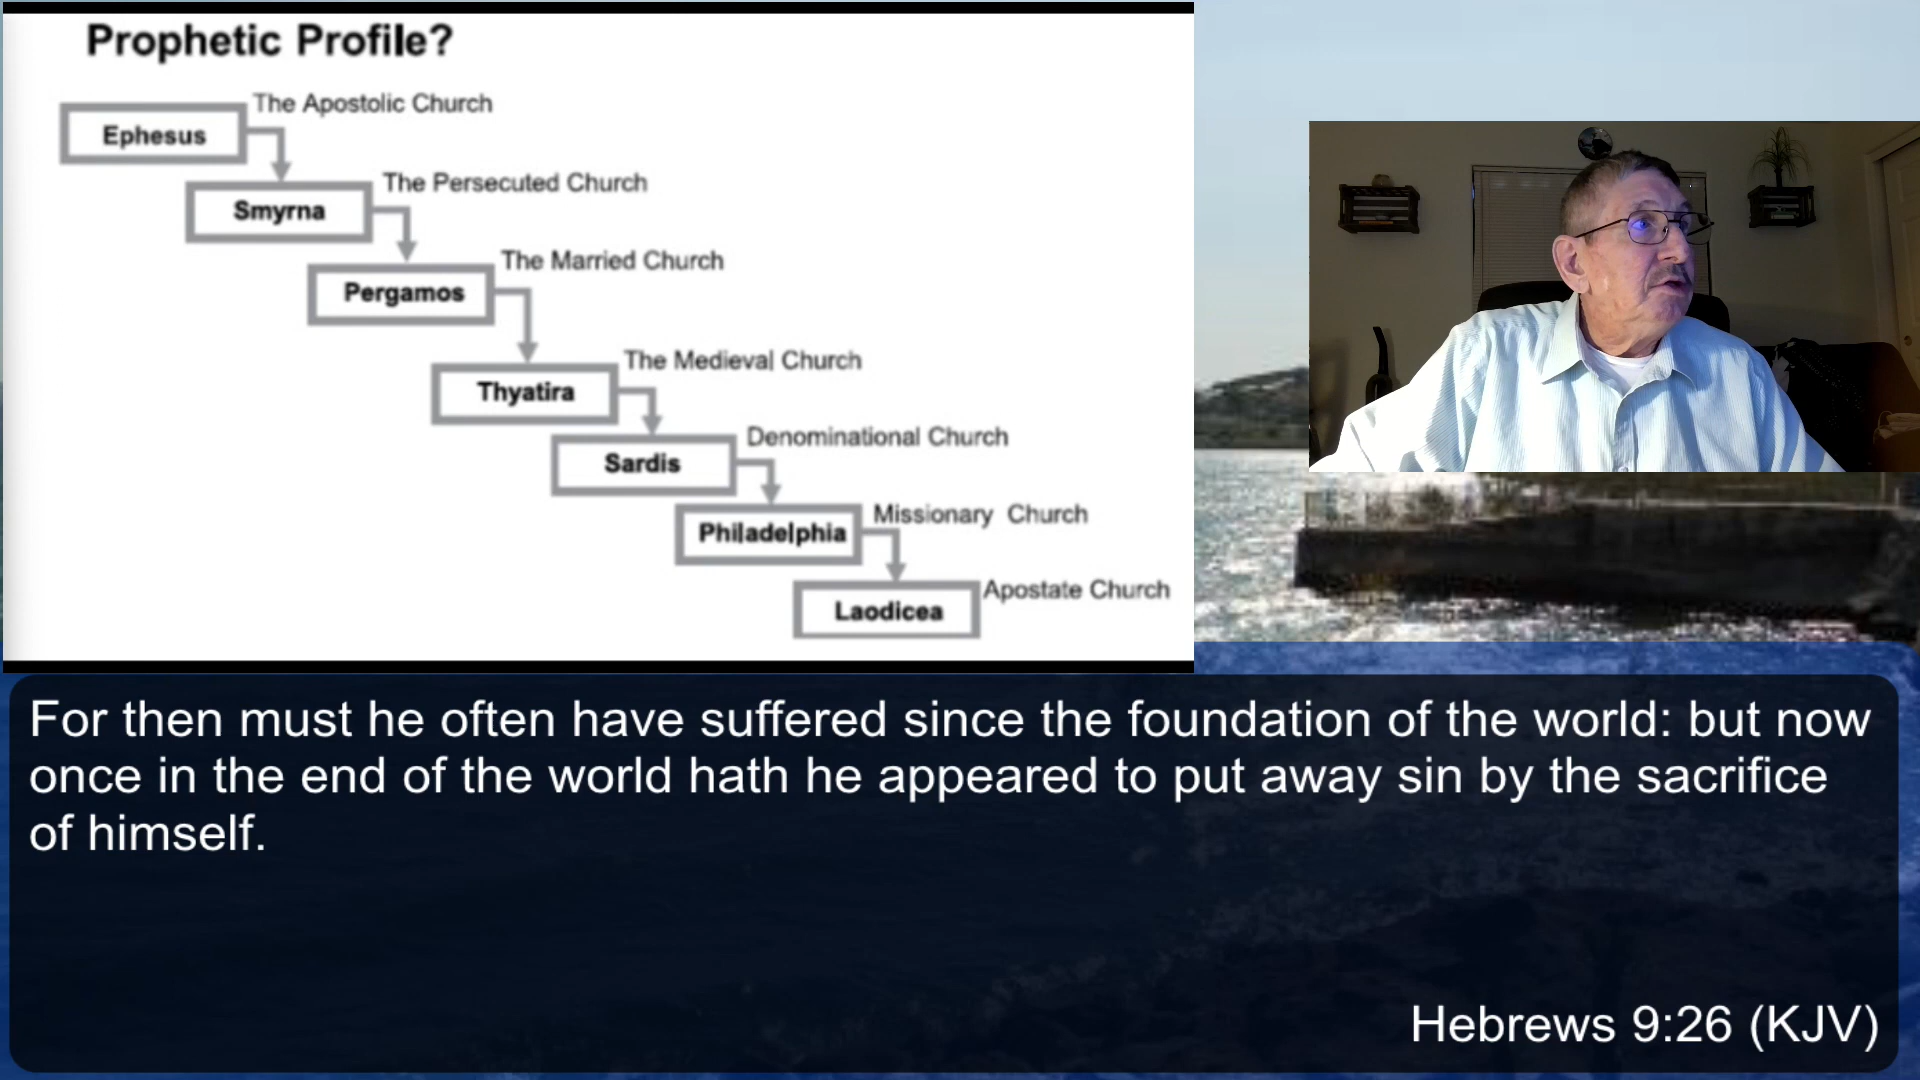 Prophetic Profile?
The Apostolic Church
Ephesus
The Persecuted Church
Smyrna
The Married Church
Pergamos
The Medieval Church
Thyatira
Denominational Church
Sardis
Missionary Church
Philadelphia
Apostate Church
Laodicea
For then must he often have suffered since the foundation of the world: but now
once in the end of the world hath he appeared to put away sin by the sacrifice
of himself.
Hebrews 9:26 (KJV)